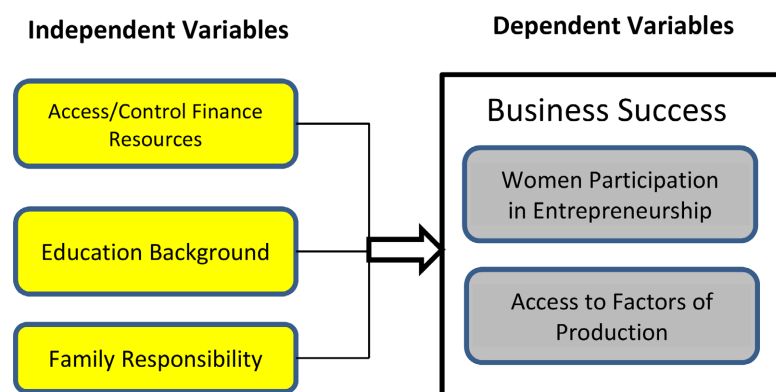 Independent Variables
Access/Control Finance
Resources
Education Background
Family Responsibility
Dependent Variables
Business Success
Women Participation
in Entrepreneurship
Access to Factors of
Production